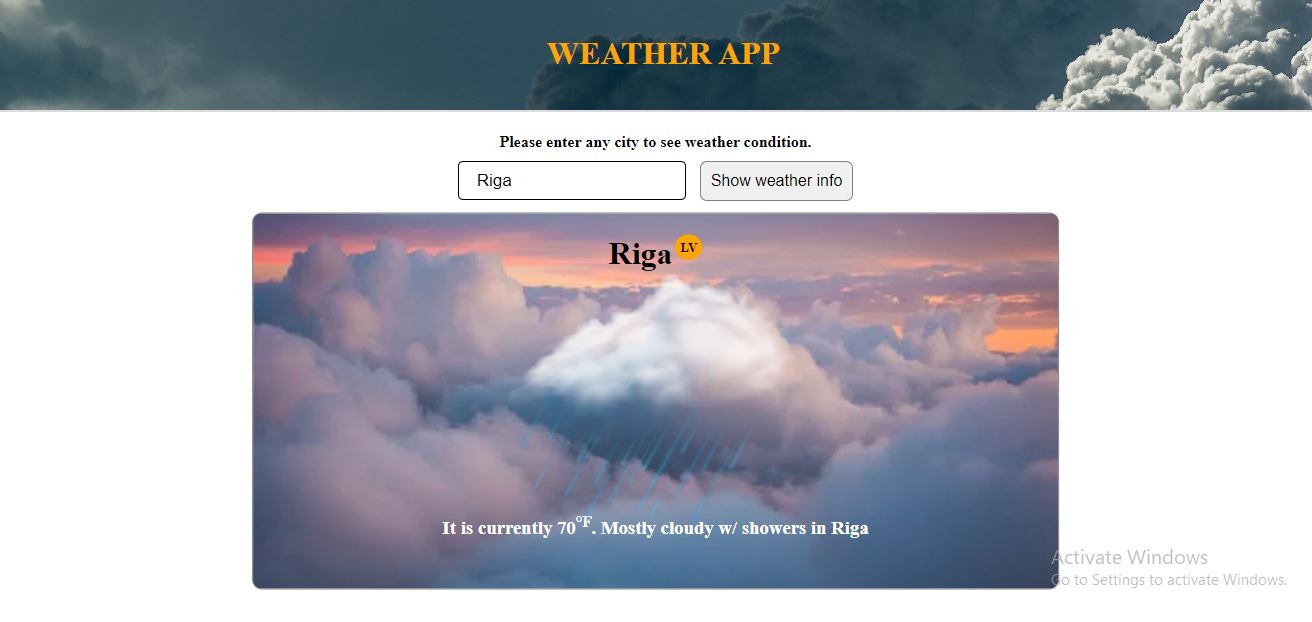 WEATHER APP
Please enter any city to see weather condition.
Riga
Show weather info
Riga LV
It is currently 70°F. Mostly cloudy w/ showers in Riga
Activate Windows
Go to Settings to activate Windows.